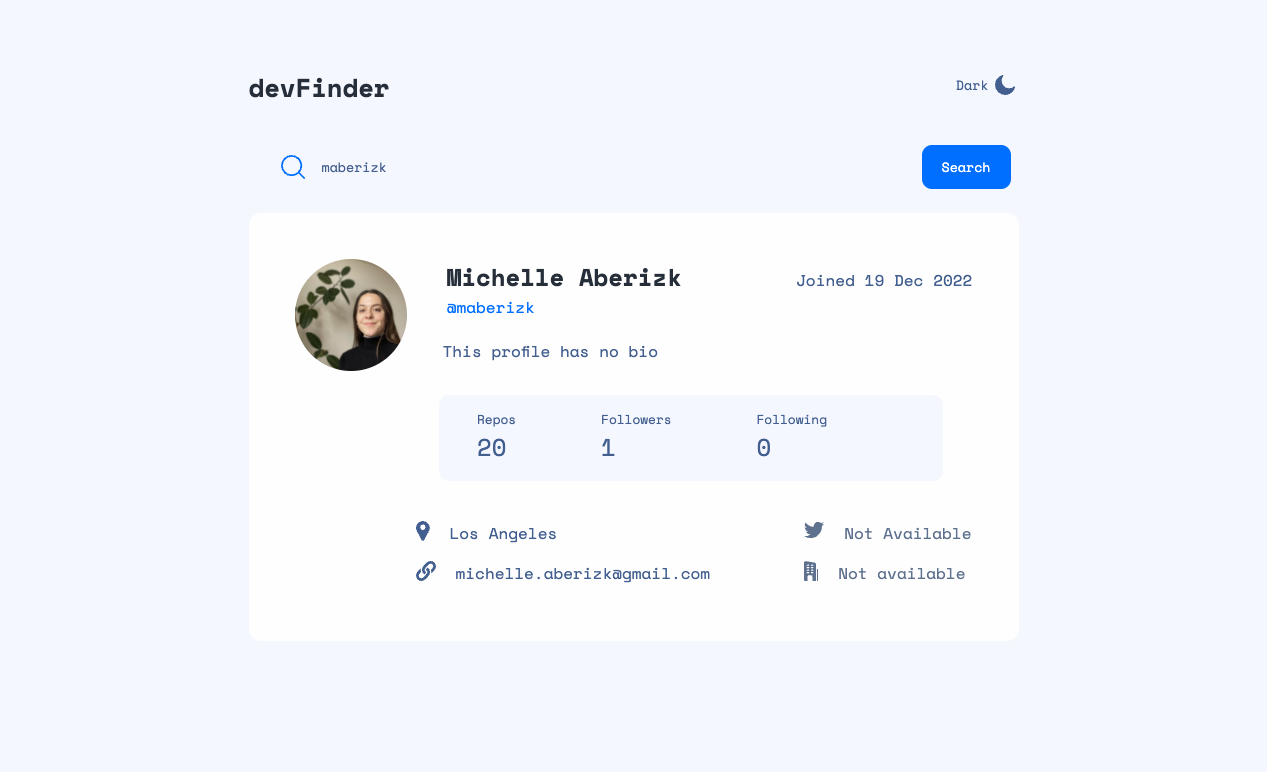 devFinder
Dark
maberizk
Search
Michelle Aberizk
Joined 19 Dec 2022
@maberizk
This profile has no bio
Repos Followers Following
20 1 0
Los Angeles
Not Available
michelle.aberizk@gmail.com
Not available